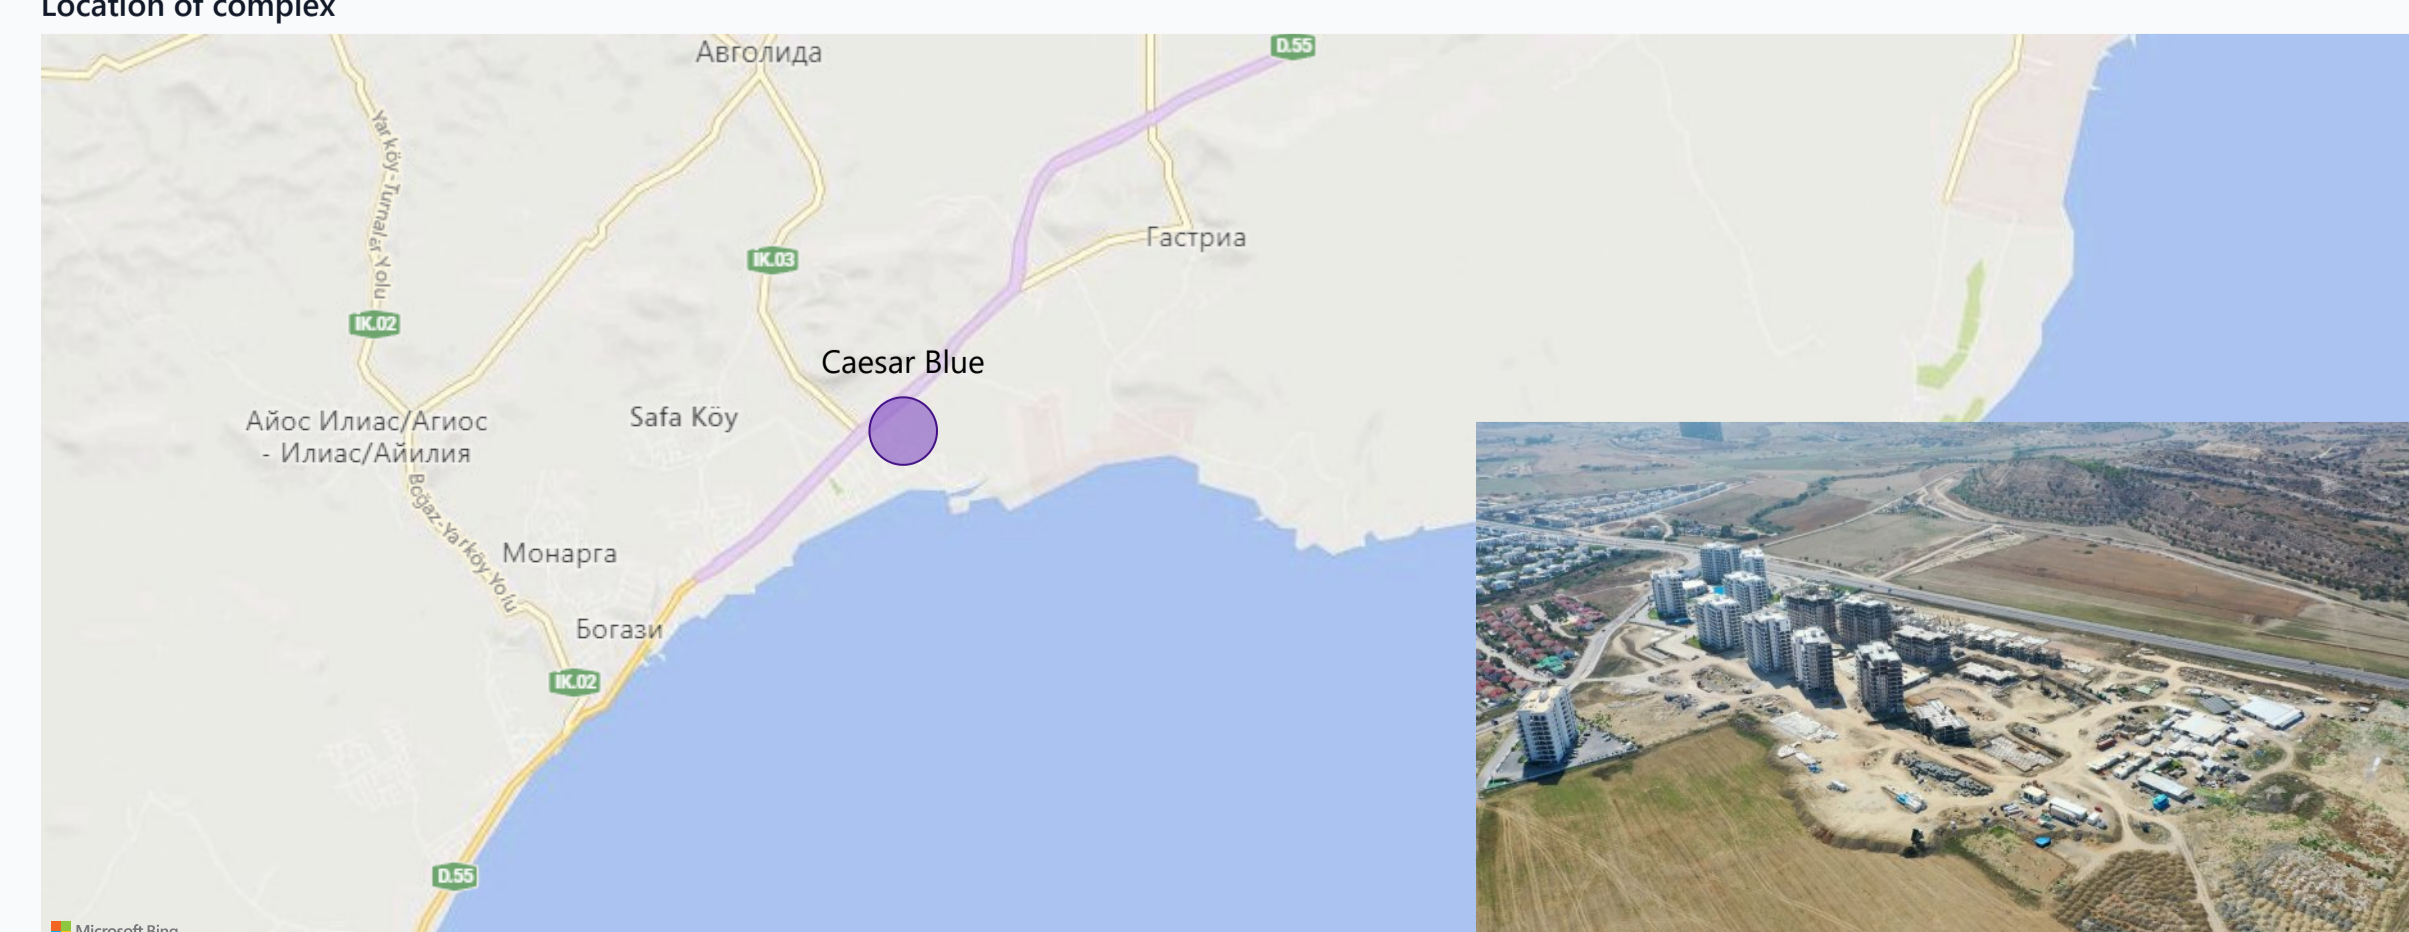 Location of complex
Авголида
D.55
Yarköy-Turnalar Yolu
Гастриа
IK.03
IK.02
Caesar Blue
Safa Köy
Айос Илиас/Агиос
- Илиас/Айилия
Boğaz-Yarköy Yolu
Монарга
Богази
IK.02
D.55
Microsoft Bing